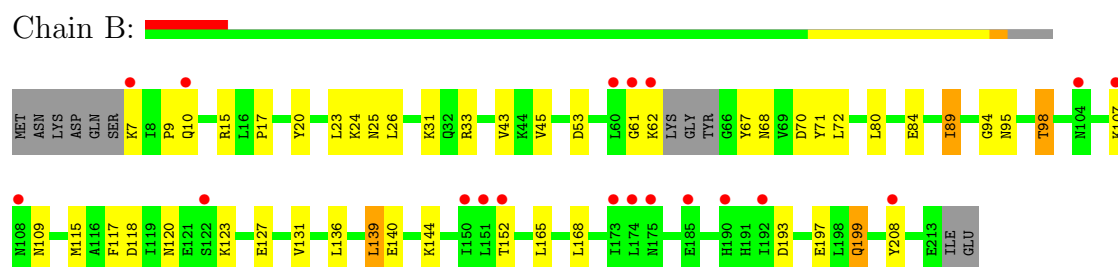 Chain B:
MET ASN LYS ASP GLN SER K7 I8 P9 Q10 R15 L16 P17 Y20 L23 K24 N25 L26 K31 Q32 R33 V43 K44 V45 D53 L60 G61 K62 LYS GLY TYR G66 Y67 N68 V69 D70 Y71 L72 L80 E84 I89 G94 N95 T98 N104 K107
N108 N109 M115 A116 F117 D118 I119 N120 E121 S122 K123 E127 V131 L136 L139 E140 K144 I150 L151 T152 L165 L168 I173 L174 N175 E185 H190 H191 I192 D193 E197 L198 Q199 Y208 E213 ILE GLU